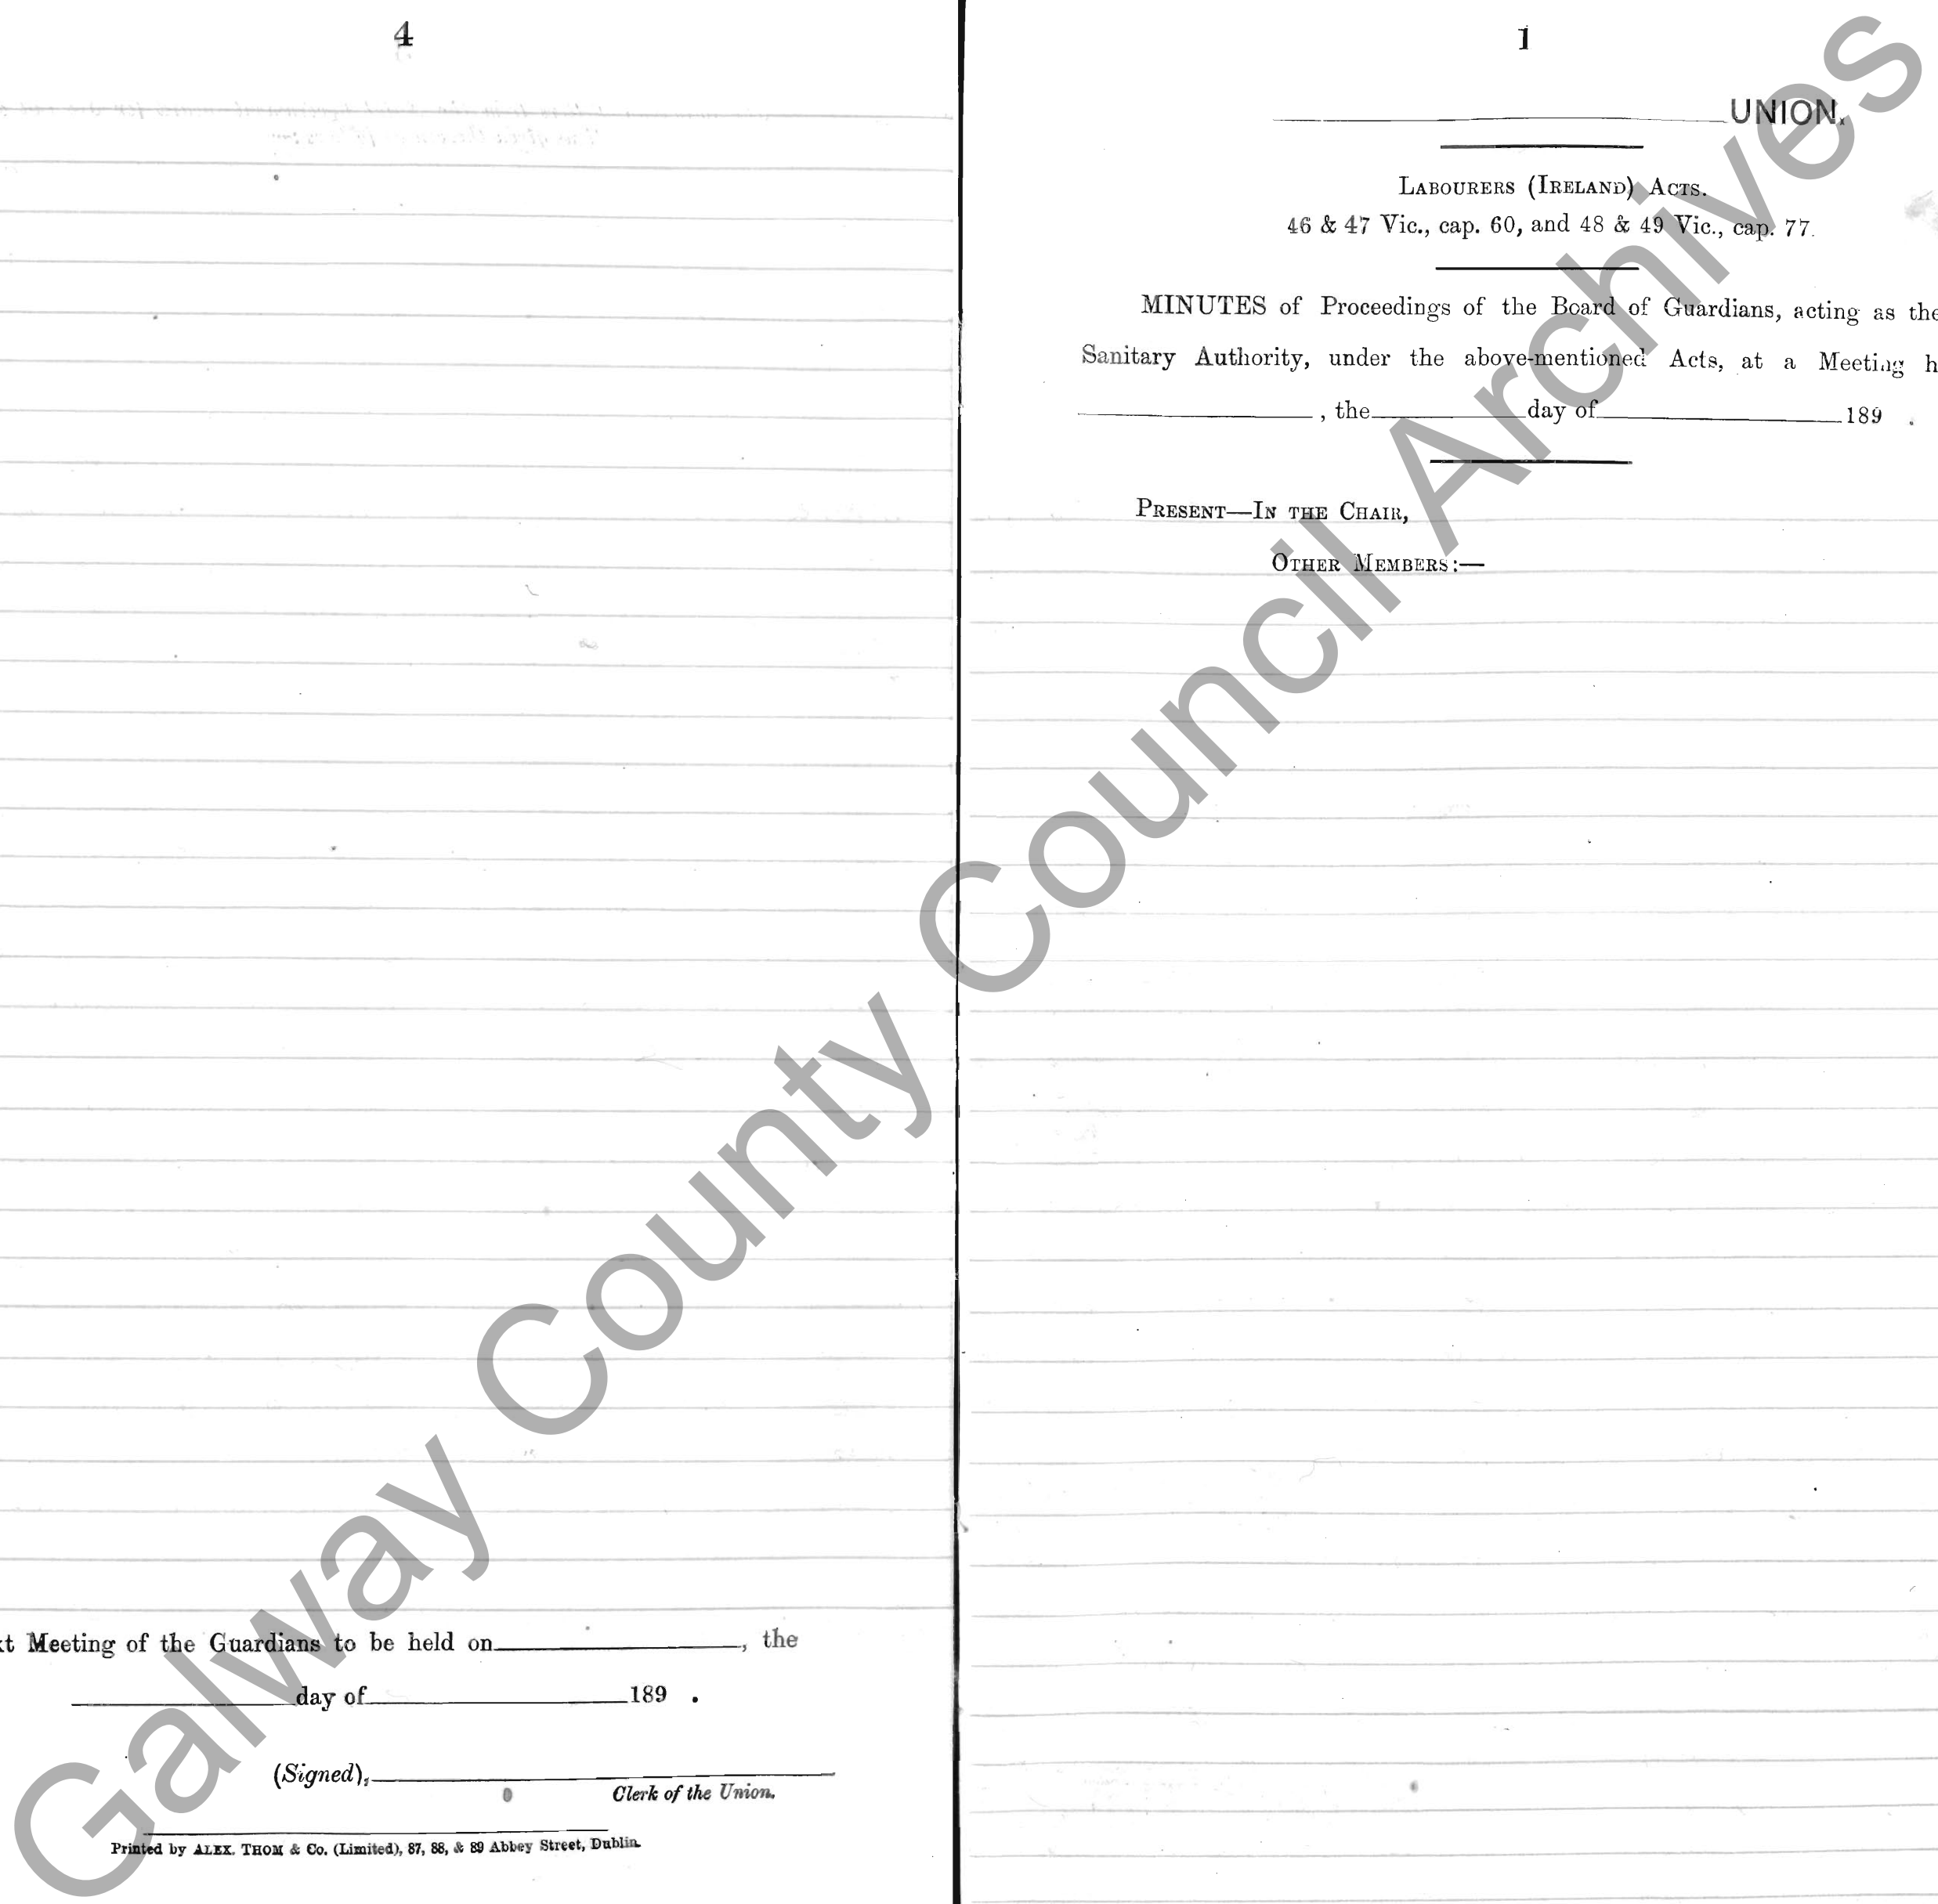 4
t Meeting of the Guardians to be held on , the
day of 189 .
(Signed),
Clerk of the Union.
Printed by ALEX. THOM & Co. (Limited), 87, 88, & 89 Abbey Street, Dublin.
1
UNION.
LABOURERS (IRELAND) ACTS.
46 & 47 Vic., cap. 60, and 48 & 49 Vic., cap. 77.
MINUTES of Proceedings of the Board of Guardians, acting as the
Sanitary Authority, under the above-mentioned Acts, at a Meeting h
, the day of 189 .
PRESENT—IN THE CHAIR,
OTHER MEMBERS:—
Galway County Council Archives